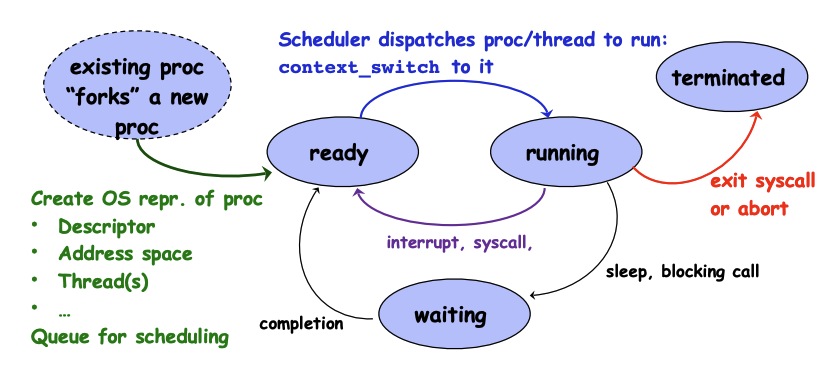 existing proc
“forks” a new
proc
Scheduler dispatches proc/thread to run:
context_switch to it
terminated
ready
running
Create OS repr. of proc
• Descriptor
• Address space
• Thread(s)
• …
Queue for scheduling
exit syscall
or abort
interrupt, syscall,
sleep, blocking call
waiting
completion